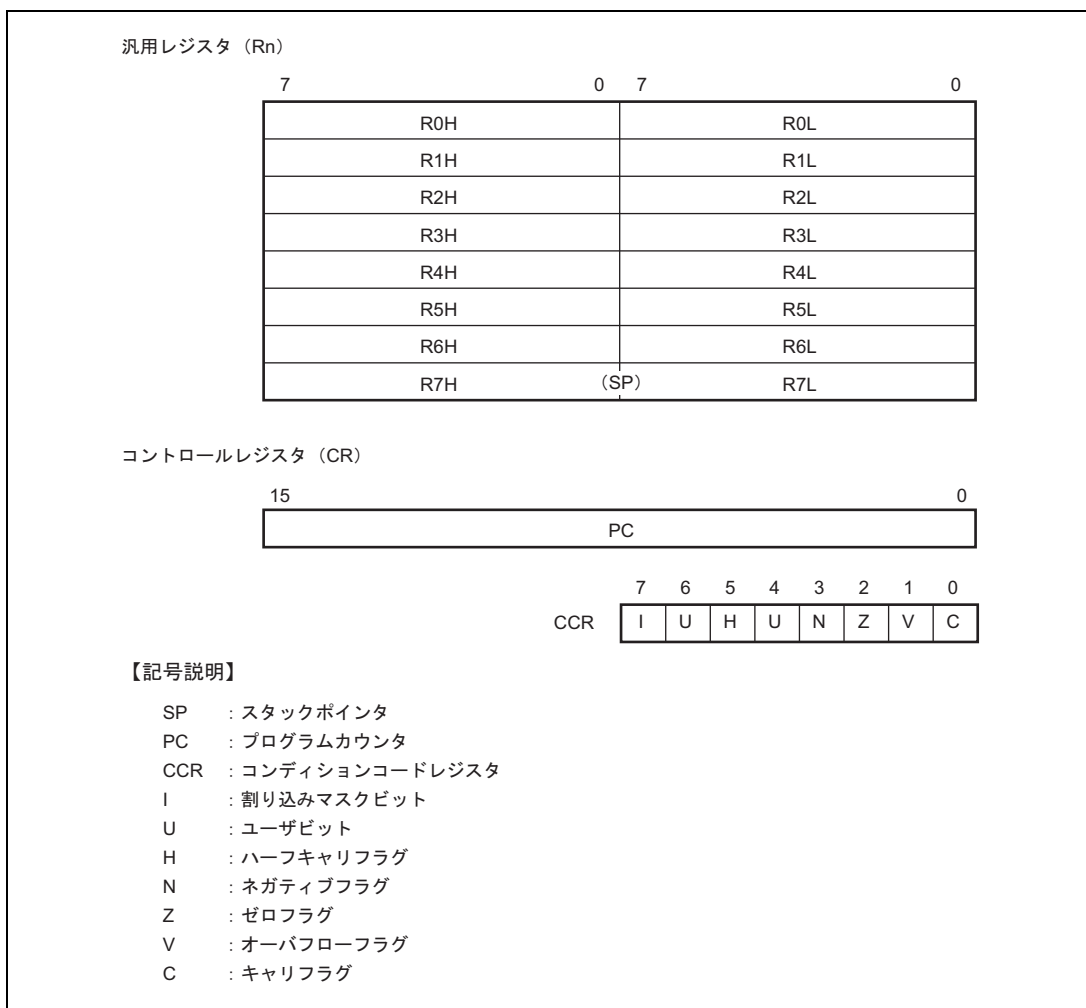 汎用レジスタ（Rn）
7 0 7 0
R0H R0L
R1H R1L
R2H R2L
R3H R3L
R4H R4L
R5H R5L
R6H R6L
R7H （SP） R7L
コントロールレジスタ（CR）
15 0
PC
7 6 5 4 3 2 1 0
CCR I U H U N Z V C
【記号説明】
SP ：スタックポインタ
PC ：プログラムカウンタ
CCR ：コンディションコードレジスタ
I ：割り込みマスクビット
U ：ユーザビット
H ：ハーフキャリフラグ
N ：ネガティブフラグ
Z ：ゼロフラグ
V ：オーバフローフラグ
C ：キャリフラグ